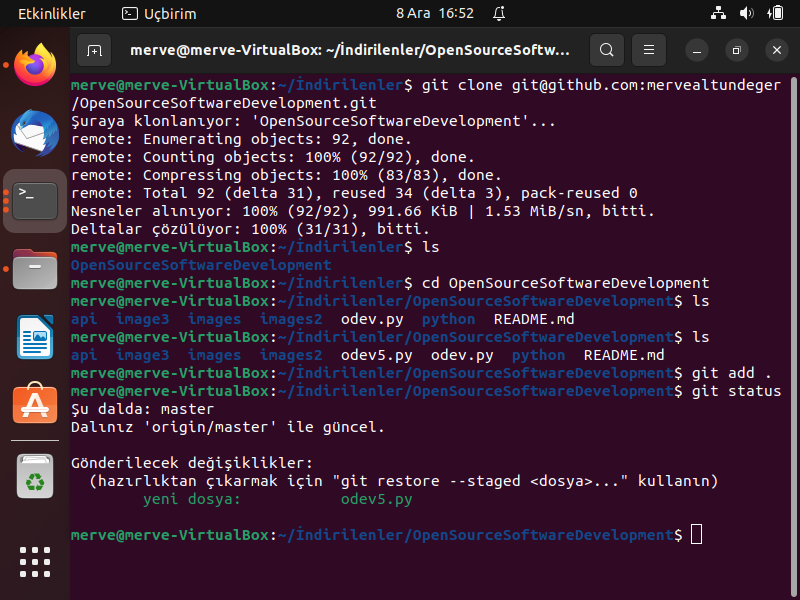 Etkinlikler
Uçbirim
8 Ara 16:52
merve@merve-VirtualBox: ~/İndirilenler/OpenSourceSoftw...
merve@merve-VirtualBox:~/İndirilenler$ git clone git@github.com:mervealtundeger
/OpenSourceSoftwareDevelopment.git
Şuraya klonlanıyor: 'OpenSourceSoftwareDevelopment'...
remote: Enumerating objects: 92, done.
remote: Counting objects: 100% (92/92), done.
remote: Compressing objects: 100% (83/83), done.
remote: Total 92 (delta 31), reused 34 (delta 3), pack-reused 0
Nesneler alınıyor: 100% (92/92), 991.66 KiB | 1.53 MiB/sn, bitti.
Deltalar çözülüyor: 100% (31/31), bitti.
merve@merve-VirtualBox:~/İndirilenler$ ls
OpenSourceSoftwareDevelopment
merve@merve-VirtualBox:~/İndirilenler$ cd OpenSourceSoftwareDevelopment
merve@merve-VirtualBox:~/İndirilenler/OpenSourceSoftwareDevelopment$ ls
api image3 images images2 odev.py python README.md
merve@merve-VirtualBox:~/İndirilenler/OpenSourceSoftwareDevelopment$ ls
api image3 images images2 odev5.py odev.py python README.md
merve@merve-VirtualBox:~/İndirilenler/OpenSourceSoftwareDevelopment$ git add .
merve@merve-VirtualBox:~/İndirilenler/OpenSourceSoftwareDevelopment$ git status
Şu dalda: master
Dalınız 'origin/master' ile güncel.
Gönderilecek değişiklikler:
(hazırlıktan çıkarmak için "git restore --staged <dosya>..." kullanın)
yeni dosya: odev5.py
merve@merve-VirtualBox:~/İndirilenler/OpenSourceSoftwareDevelopment$